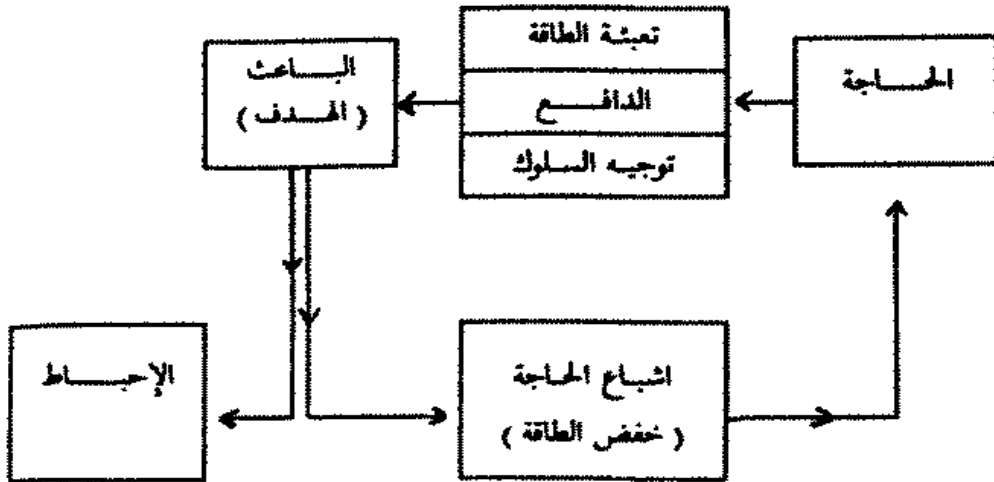 الحاجة
تعبئة الطاقة
الدافع
توجيه السلوك
الباعث
( الهدف )
اشباع الحاجة
( خفض الطاقة )
الإحباط